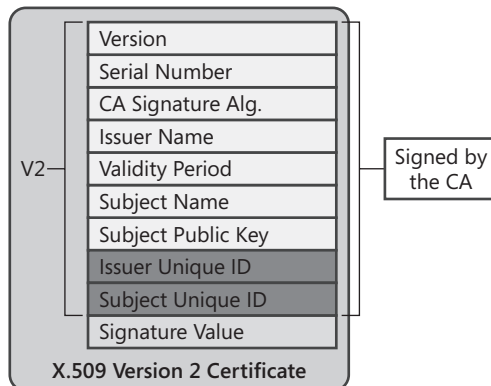 Version
Serial Number
CA Signature Alg.
Issuer Name
V2
Validity Period
Subject Name
Subject Public Key
Issuer Unique ID
Subject Unique ID
Signature Value
Signed by
the CA
X.509 Version 2 Certificate